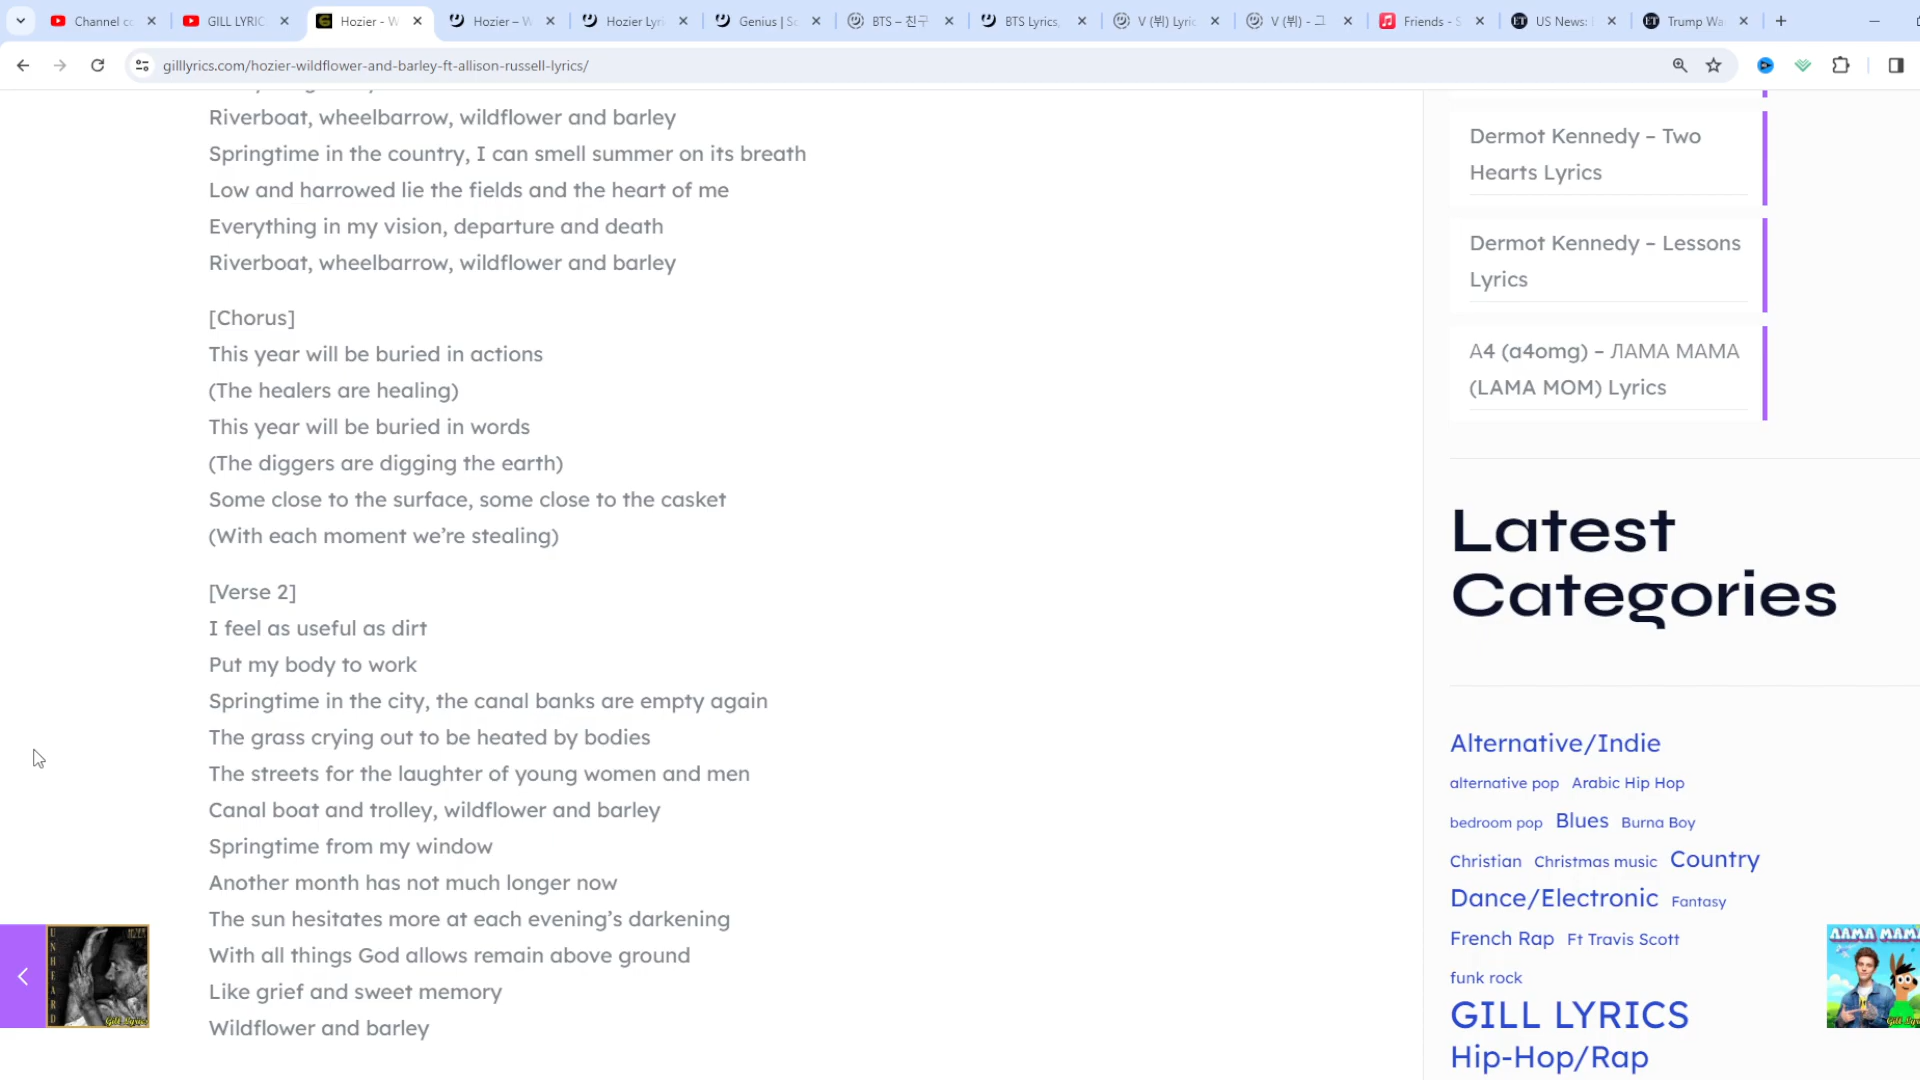 Channel co
GILL LYRIC
Hozier - W
Hozier – W
Hozier Lyri
Genius | So
BTS – 친구
BTS Lyrics,
V (뷔) Lyric
V (뷔) - 그
Friends - S
US News:
Trump Wa
gilllyrics.com/hozier-wildflower-and-barley-ft-allison-russell-lyrics/
Riverboat, wheelbarrow, wildflower and barley
Springtime in the country, I can smell summer on its breath
Low and harrowed lie the fields and the heart of me
Everything in my vision, departure and death
Riverboat, wheelbarrow, wildflower and barley
[Chorus]
This year will be buried in actions
(The healers are healing)
This year will be buried in words
(The diggers are digging the earth)
Some close to the surface, some close to the casket
(With each moment we’re stealing)
[Verse 2]
I feel as useful as dirt
Put my body to work
Springtime in the city, the canal banks are empty again
The grass crying out to be heated by bodies
The streets for the laughter of young women and men
Canal boat and trolley, wildflower and barley
Springtime from my window
Another month has not much longer now
The sun hesitates more at each evening’s darkening
With all things God allows remain above ground
Like grief and sweet memory
Wildflower and barley
Dermot Kennedy – Two
Hearts Lyrics
Dermot Kennedy – Lessons
Lyrics
А4 (a4omg) – ЛАМА МАМА
(LAMA MOM) Lyrics
Latest
Categories
Alternative/Indie
alternative pop Arabic Hip Hop
bedroom pop Blues Burna Boy
Christian Christmas music Country
Dance/Electronic Fantasy
French Rap Ft Travis Scott
funk rock
GILL LYRICS
Hip-Hop/Rap
UNHEARD
Gill Lyrics
ЛАМА МАМА